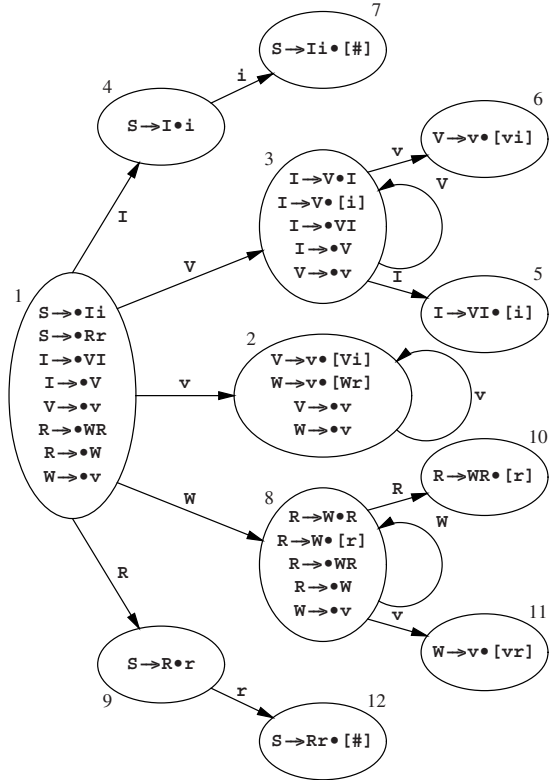 7
S→Ii•[#]
i
4
S→I•i
6
V→v•[vi]
v
3
I→V•I
I→V•[i]
I→•VI
I→•V
V→•v
V
I
V
I
5
I→VI•[i]
1
S→•Ii
S→•Rr
I→•VI
I→•V
V→•v
R→•WR
R→•W
W→•v
2
V→v•[Vi]
W→v•[Wr]
V→•v
W→•v
v
v
10
R→WR•[r]
R
W
8
R→W•R
R→W•[r]
R→•WR
R→•W
W→•v
W
v
11
W→v•[vr]
R
S→R•r
9
r
12
S→Rr•[#]